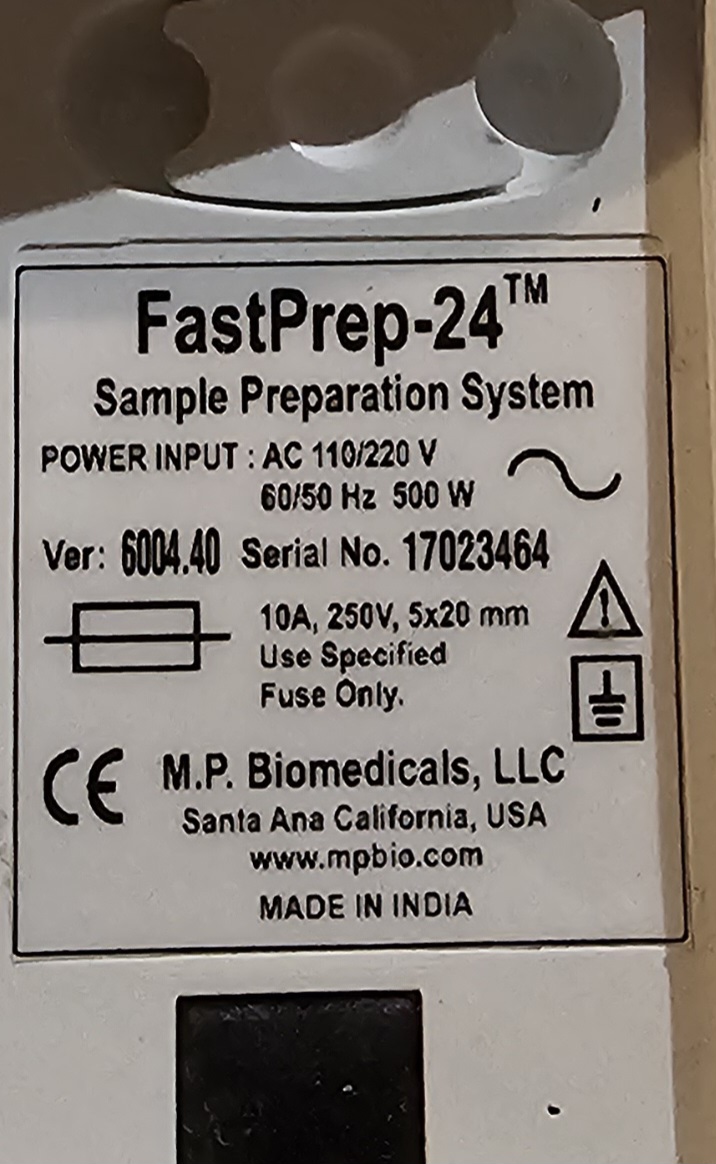 FastPrep-24™
Sample Preparation System
POWER INPUT : AC 110/220 V
60/50 Hz 500 W
Ver: 6004.40 Serial No. 17023464
10A, 250V, 5x20 mm
Use Specified
Fuse Only.
CE M.P. Biomedicals, LLC
Santa Ana California, USA
www.mpbio.com
MADE IN INDIA